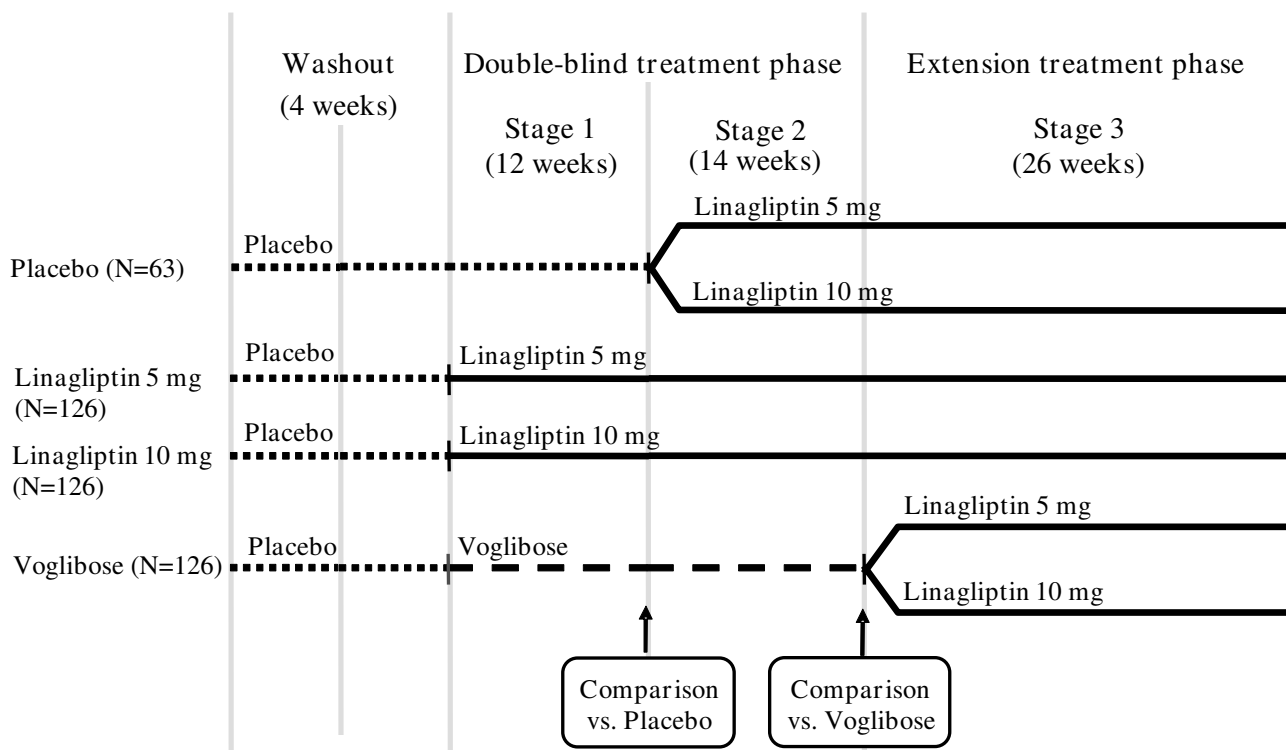 Washout
(4 weeks)
Double-blind treatment phase
Extension treatment phase
Stage 1
(12 weeks)
Stage 2
(14 weeks)
Stage 3
(26 weeks)
Placebo (N=63)
Placebo
Linagliptin 5 mg
Linagliptin 10 mg
Linagliptin 5 mg
(N=126)
Placebo
Linagliptin 5 mg
Linagliptin 10 mg
(N=126)
Placebo
Linagliptin 10 mg
Voglibose (N=126)
Placebo
Voglibose
Linagliptin 5 mg
Linagliptin 10 mg
Comparison
vs. Placebo
Comparison
vs. Voglibose